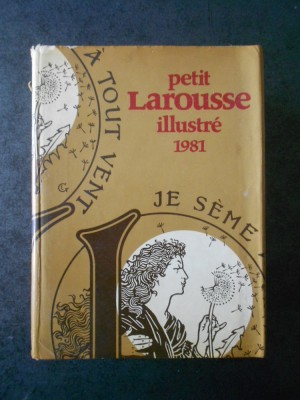 petit
Larousse
illustré
1981
À TOUT VENT
JE SÈME